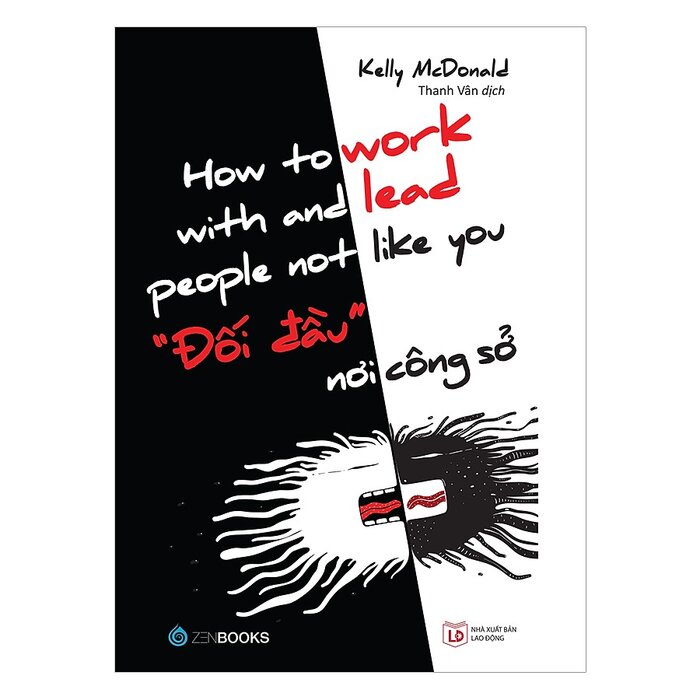 Kelly McDonald
Thanh Vân dịch
How to work
with and lead
people not like you
"Đối đầu"
nơi công sở
ZENBOOKS
LĐ
NHÀ XUẤT BẢN
LAO ĐỘNG